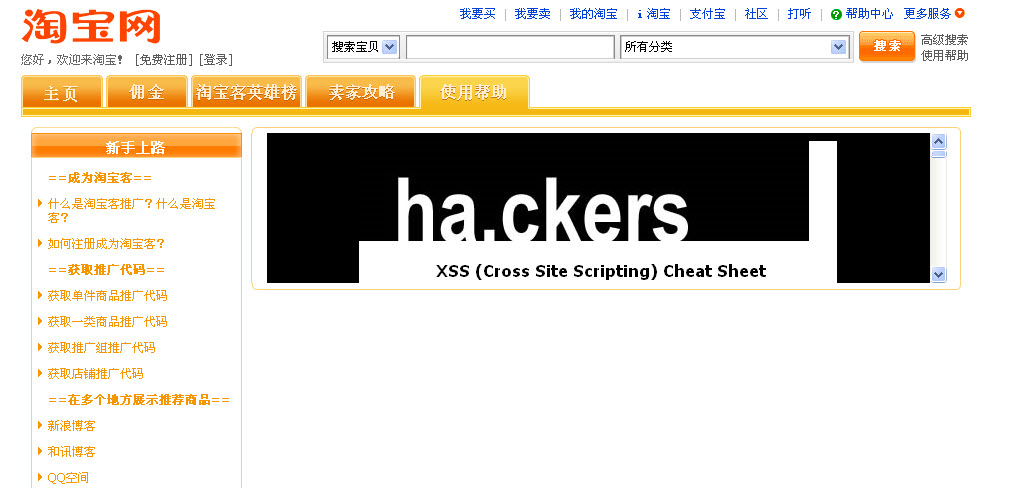 淘宝网
我要买 | 我要卖 | 我的淘宝 | i 淘宝 | 支付宝 | 社区 | 打听 | 帮助中心 更多服务
您好，欢迎来淘宝！ [免费注册] [登录]
搜索宝贝 所有分类 搜索 高级搜索
使用帮助
主页 佣金 淘宝客英雄榜 卖家攻略 使用帮助
新手上路
==成为淘宝客==
什么是淘宝客推广？什么是淘宝
客？
如何注册成为淘宝客？
==获取推广代码==
获取单件商品推广代码
获取一类商品推广代码
获取推广组推广代码
获取店铺推广代码
==在多个地方展示推荐商品==
新浪博客
和讯博客
QQ空间
ha.ckers
XSS (Cross Site Scripting) Cheat Sheet